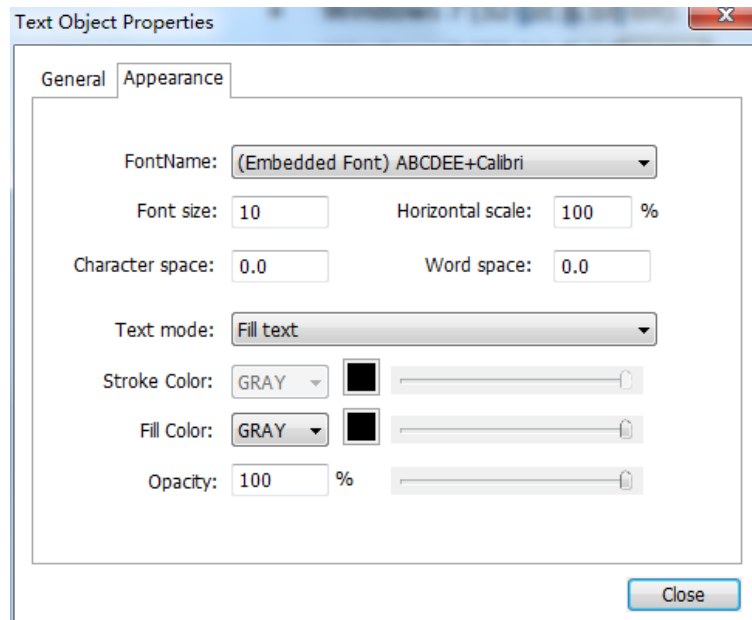 Text Object Properties
General Appearance
FontName: (Embedded Font) ABCDEE+Calibri
Font size: 10 Horizontal scale: 100 %
Character space: 0.0 Word space: 0.0
Text mode: Fill text
Stroke Color: GRAY
Fill Color: GRAY
Opacity: 100 %
Close